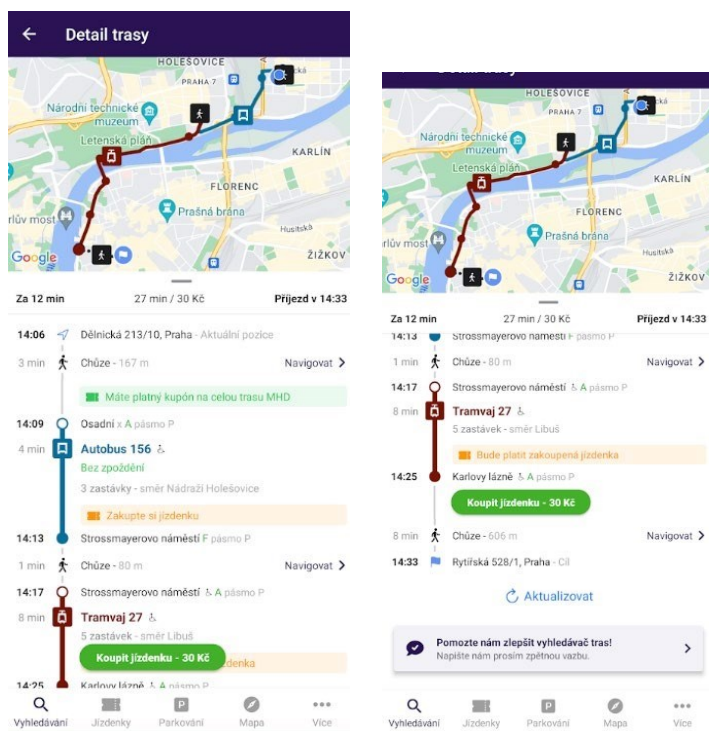 Detail trasy
HOLEŠOVICE
PRAHA 7
Národní technické
muzeum
Letenská pláň
KARLÍN
FLORENC
Prašná brána
Husitská
ŽIŽKOV
Google
Za 12 min
27 min / 30 Kč
Příjezd v 14:33
14:06 Dělnická 213/10, Praha - Aktuální pozice
3 min Chůze - 167 m Navigovat
Máte platný kupón na celou trasu MHD
14:09 Osadní x A pásmo P
4 min Autobus 156
Bez zpoždění
3 zastávky - směr Nádraží Holešovice
Zakupte si jízdenku
14:13 Strossmayerovo náměstí F pásmo P
1 min Chůze - 80 m Navigovat
14:17 Strossmayerovo náměstí A pásmo P
8 min Tramvaj 27
5 zastávek - směr Libuš
Koupit jízdenku - 30 Kč
14:25 Karlovy lázně A pásmo P
Vyhledávání Jízdenky Parkování Mapa Více
Detail trasy
HOLEŠOVICE
PRAHA 7
Národní technické
muzeum
Letenská pláň
KARLÍN
FLORENC
Prašná brána
Husitská
ŽIŽKOV
Google
Za 12 min
27 min / 30 Kč
Příjezd v 14:33
14:13 Strossmayerovo náměstí F pásmo P
1 min Chůze - 80 m Navigovat
14:17 Strossmayerovo náměstí A pásmo P
8 min Tramvaj 27
5 zastávek - směr Libuš
Bude platit zakoupená jízdenka
14:25 Karlovy lázně A pásmo P
Koupit jízdenku - 30 Kč
8 min Chůze - 606 m Navigovat
14:33 Rytířská 528/1, Praha - Cíl
Aktualizovat
Pomozte nám zlepšit vyhledávač tras!
Napište nám prosím zpětnou vazbu.
Vyhledávání Jízdenky Parkování Mapa Více